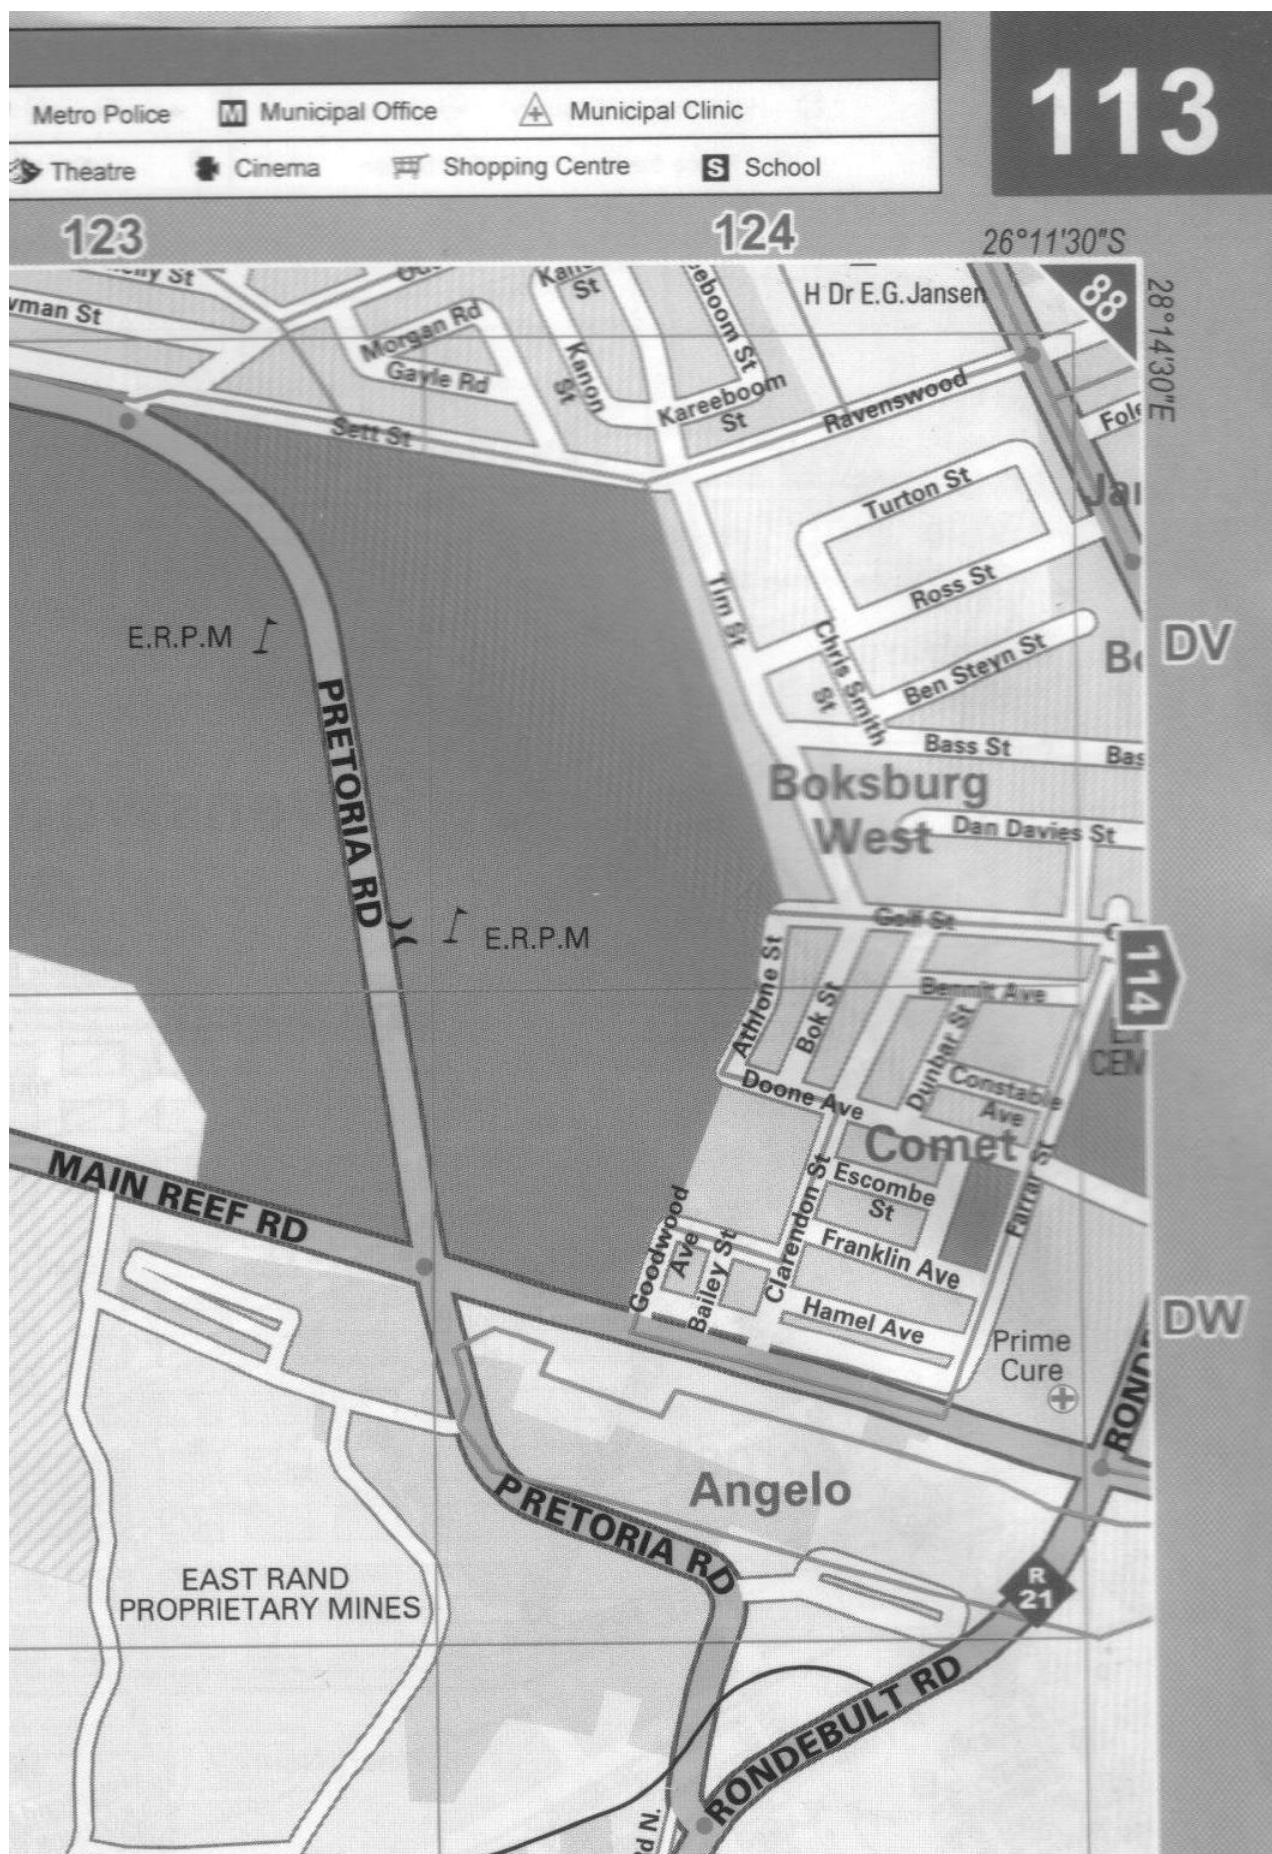 113
Metro Police
M Municipal Office
Municipal Clinic
Theatre
Cinema
Shopping Centre
S School
123
124
26°11'30"S
28°14'30"E
88
H Dr E.G.Jansen
Morgan Rd
Gayle Rd
Kanon
St
St
Kareeboom
St
Ravenswood
Sett St
Turton St
Ross St
Tim St
Chris Smith
St
Ben Steyn St
DV
E.R.P.M
PRETORIA RD
Bass St
Boksburg
West
Dan Davies St
E.R.P.M
Golf St
114
Athlone St
Bok St
Bennit Ave
Dunbar St
Constable
Ave
Doone Ave
Comet
Escombe
St
Clarendon St
Farrar St
MAIN REEF RD
Goodwood
Ave
Bailey St
Franklin Ave
Hamel Ave
Prime
Cure
DW
Angelo
PRETORIA RD
EAST RAND
PROPRIETARY MINES
R
21
RONDEBULT RD